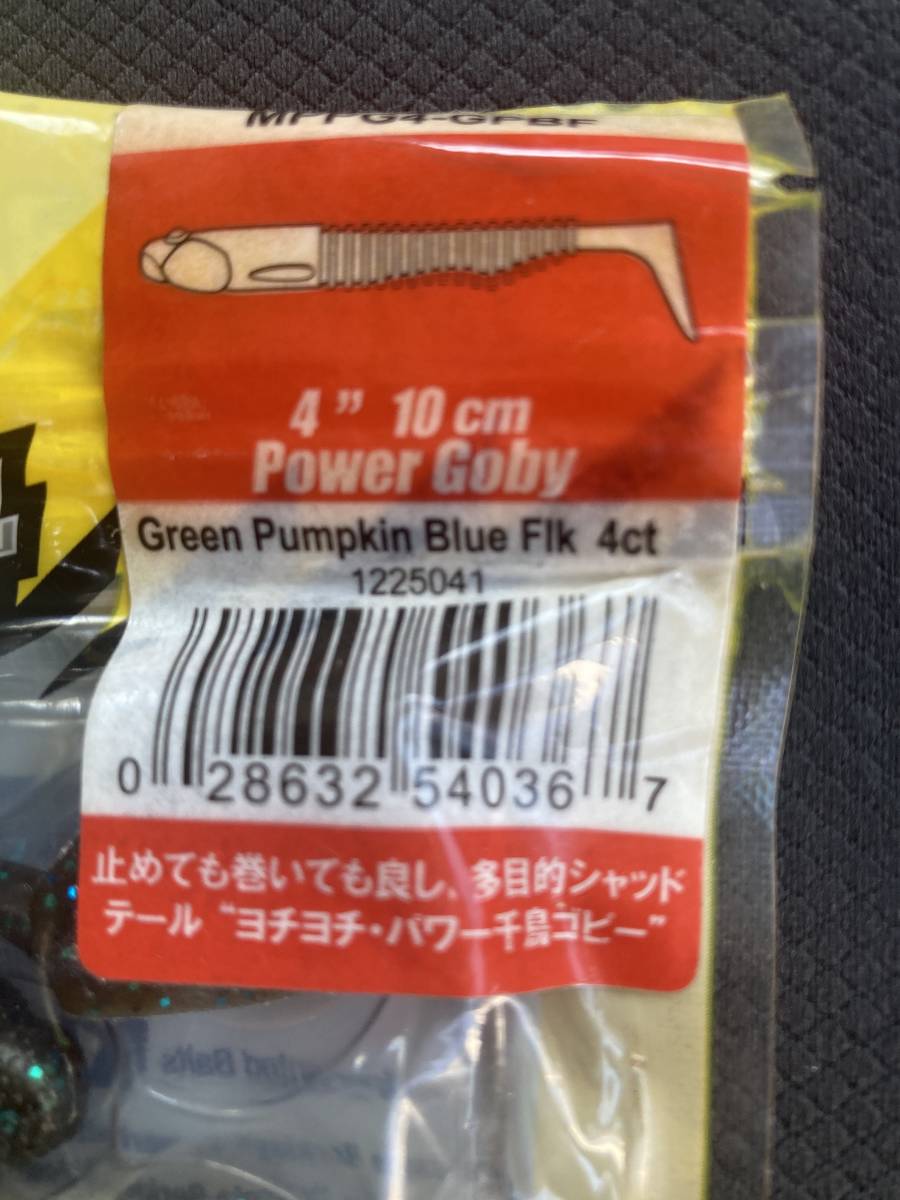 MPPG4-GPBF
4” 10 cm
Power Goby
Green Pumpkin Blue Flk 4ct
1225041
0 28632 54036 7
止めても巻いても良し、多目的シャッド
テール “ヨチヨチ・パワー千鳥ゴビー”
Baits